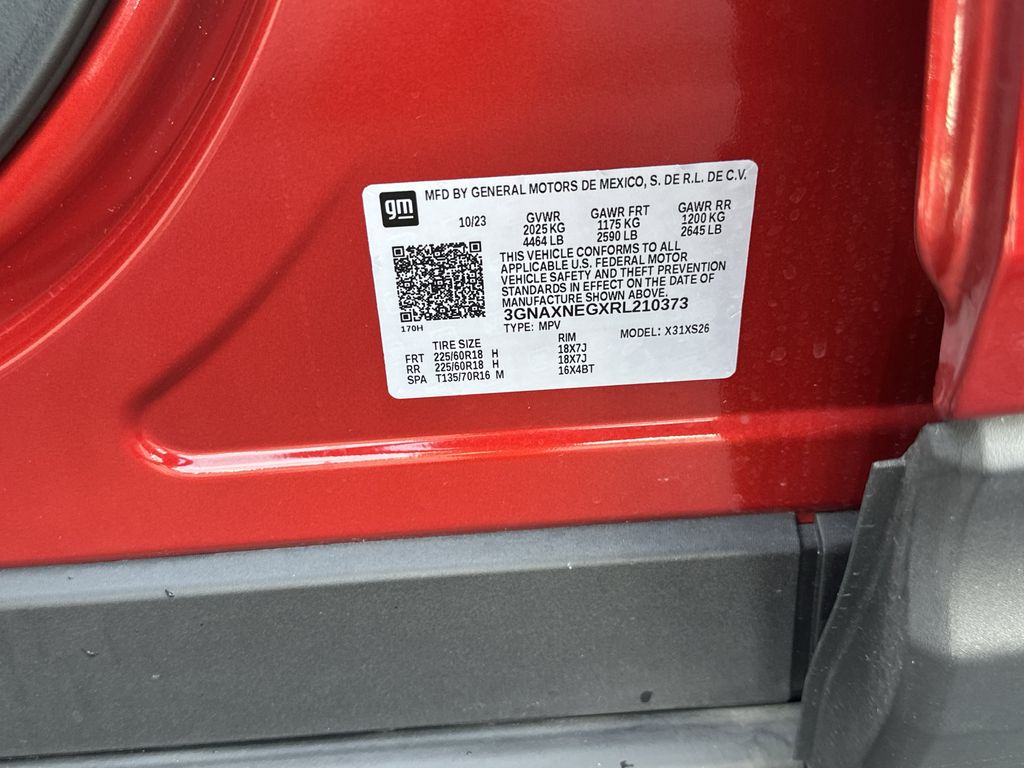 gm
MFD BY GENERAL MOTORS DE MEXICO, S. DE R.L. DE C.V.
10/23 GVWR GAWR FRT GAWR RR
2025 KG 1175 KG 1200 KG
4464 LB 2590 LB 2645 LB
THIS VEHICLE CONFORMS TO ALL
APPLICABLE U.S. FEDERAL MOTOR
VEHICLE SAFETY AND THEFT PREVENTION
STANDARDS IN EFFECT ON THE DATE OF
MANUFACTURE SHOWN ABOVE.
3GNAXNEGXRL210373
170H
TYPE: MPV MODEL: X31XS26
TIRE SIZE RIM
FRT 225/60R18 H 18X7J
RR 225/60R18 H 18X7J
SPA T135/70R16 M 16X4BT